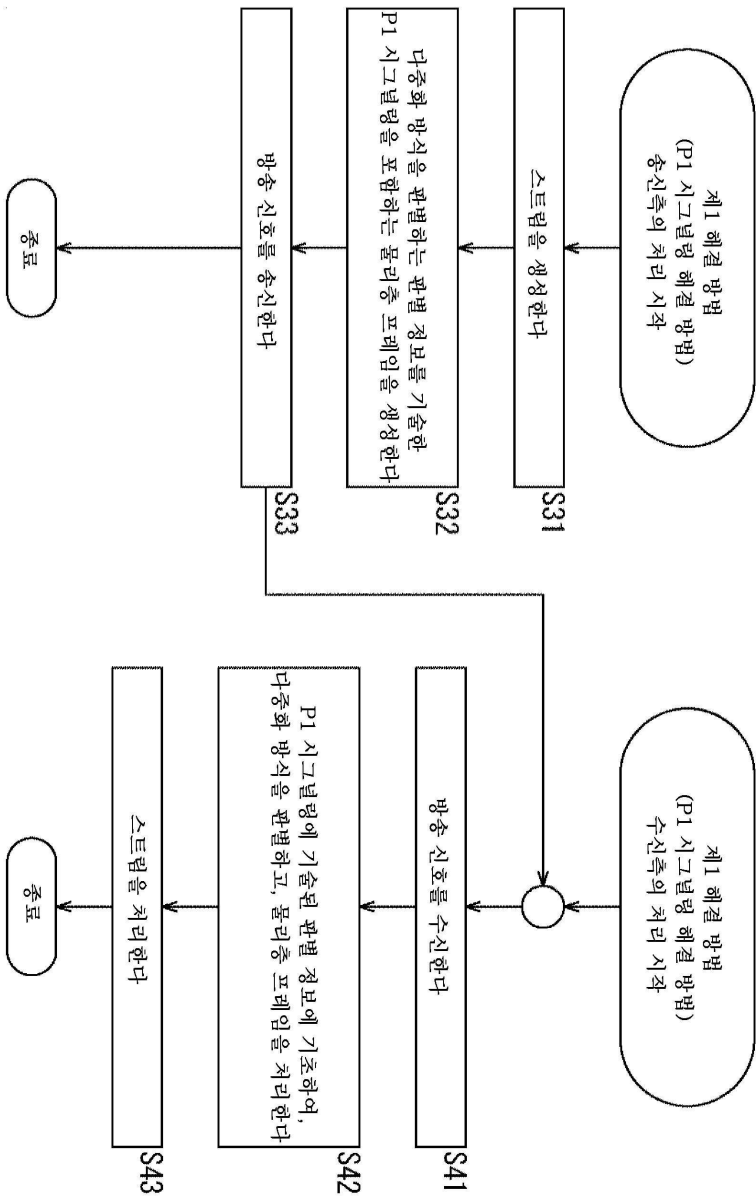 제1 해결 방법
(P1 시그널링 해결 방법)
송신측의 처리 시작
스트림을 생성한다
S31
다중화 방식을 판별하는 판별 정보를 기술한
P1 시그널링을 포함하는 물리층 프레임을 생성한다
S32
방송 신호를 송신한다
S33
종료
제1 해결 방법
(P1 시그널링 해결 방법)
수신측의 처리 시작
방송 신호를 수신한다
S41
P1 시그널링에 기술된 판별 정보에 기초하여,
다중화 방식을 판별하고, 물리층 프레임을 처리한다
S42
스트림을 처리한다
S43
종료